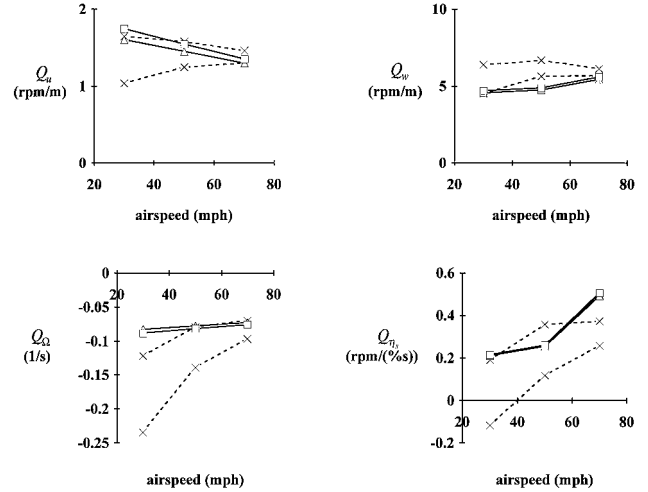 2
Q_u
(rpm/m)
1
0
20 40 60 80
airspeed (mph)
10
Q_w
(rpm/m)
5
0
20 40 60 80
airspeed (mph)
0
20 40 60 80
-0.05
Q_Ω
(1/s)
-0.1
-0.15
-0.2
-0.25
airspeed (mph)
0.6
0.4
Q_ηs
(rpm/(%s))
0.2
0
-0.2
20 40 60 80
airspeed (mph)